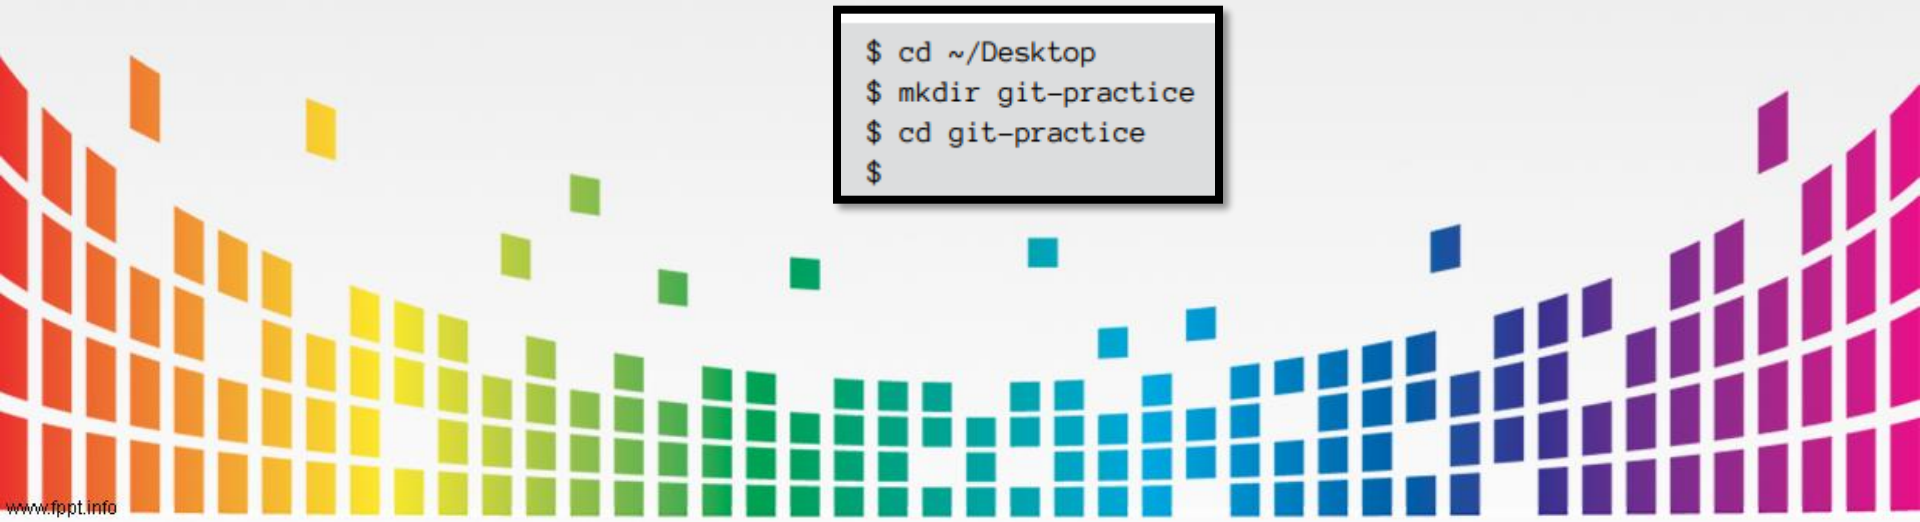 $ cd ~/Desktop
$ mkdir git-practice
$ cd git-practice
$
www.fppt.info